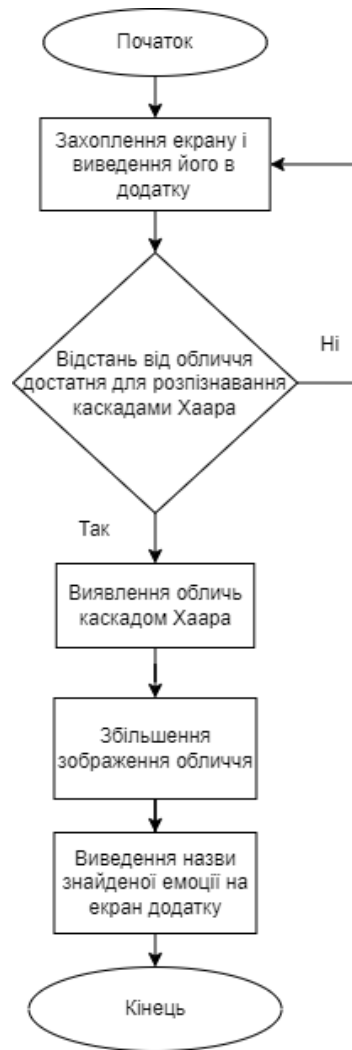 Початок
Захоплення екрану і
виведення його в
додатку
Відстань від обличчя
достатня для розпізнавання
каскадами Хаара
Ні
Так
Виявлення обличь
каскадом Хаара
Збільшення
зображення обличчя
Виведення назви
знайденої емоції на
екран додатку
Кінець